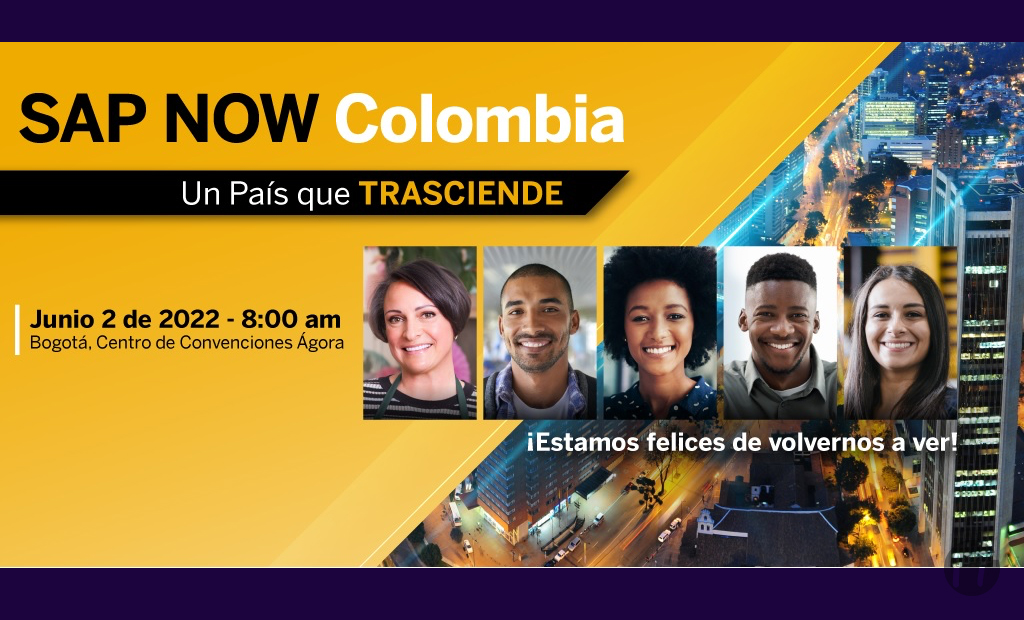 SAP NOW Colombia
Un País que TRASCIENDE
Junio 2 de 2022 - 8:00 am
Bogotá, Centro de Convenciones Ágora
¡Estamos felices de volvernos a ver!